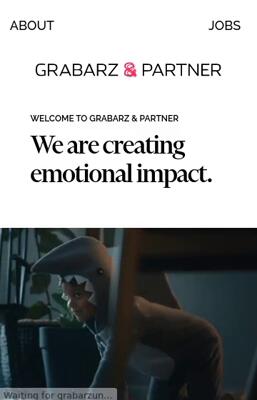 ABOUT JOBS
GRABARZ & PARTNER
WELCOME TO GRABARZ & PARTNER
We are creating
emotional impact.
Waiting for grabarzun...